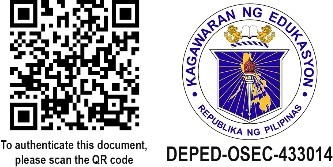 KAGAWARAN NG EDUKASYON
REPUBLIKA NG PILIPINAS
To authenticate this document,
please scan the QR code
DEPED-OSEC-433014